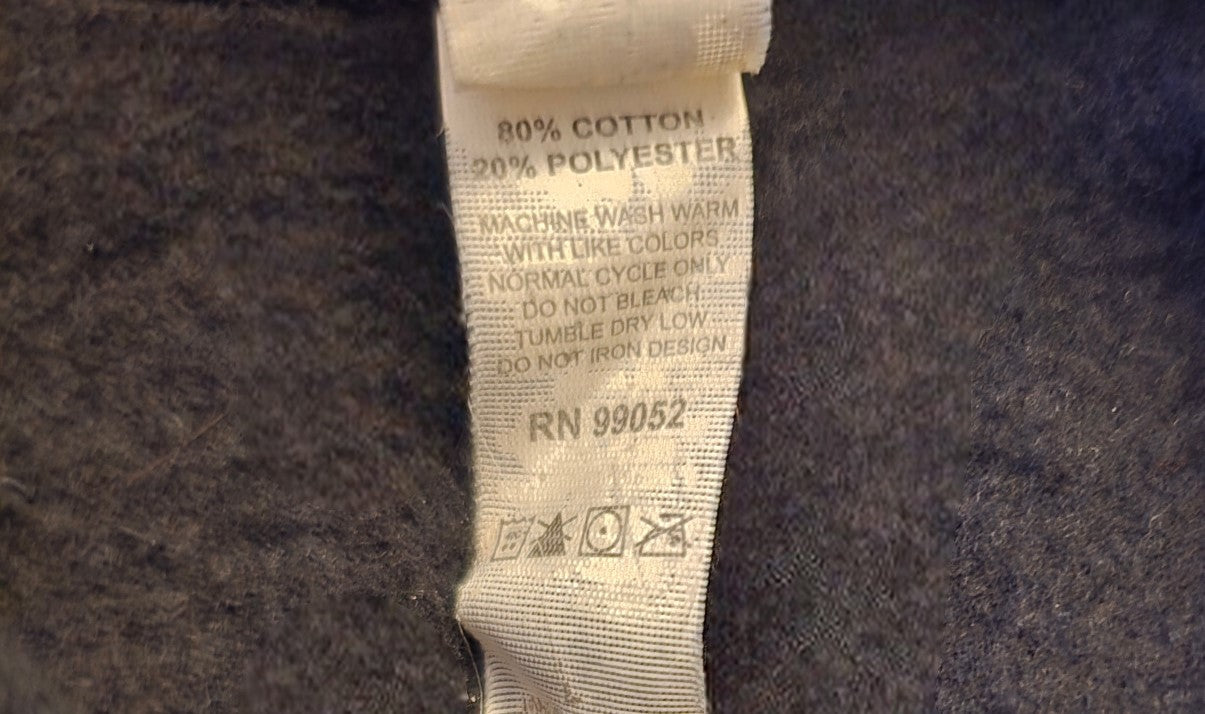 80% COTTON
20% POLYESTER
MACHINE WASH WARM
WITH LIKE COLORS
NORMAL CYCLE ONLY
DO NOT BLEACH
TUMBLE DRY LOW
DO NOT IRON DESIGN
RN 99052